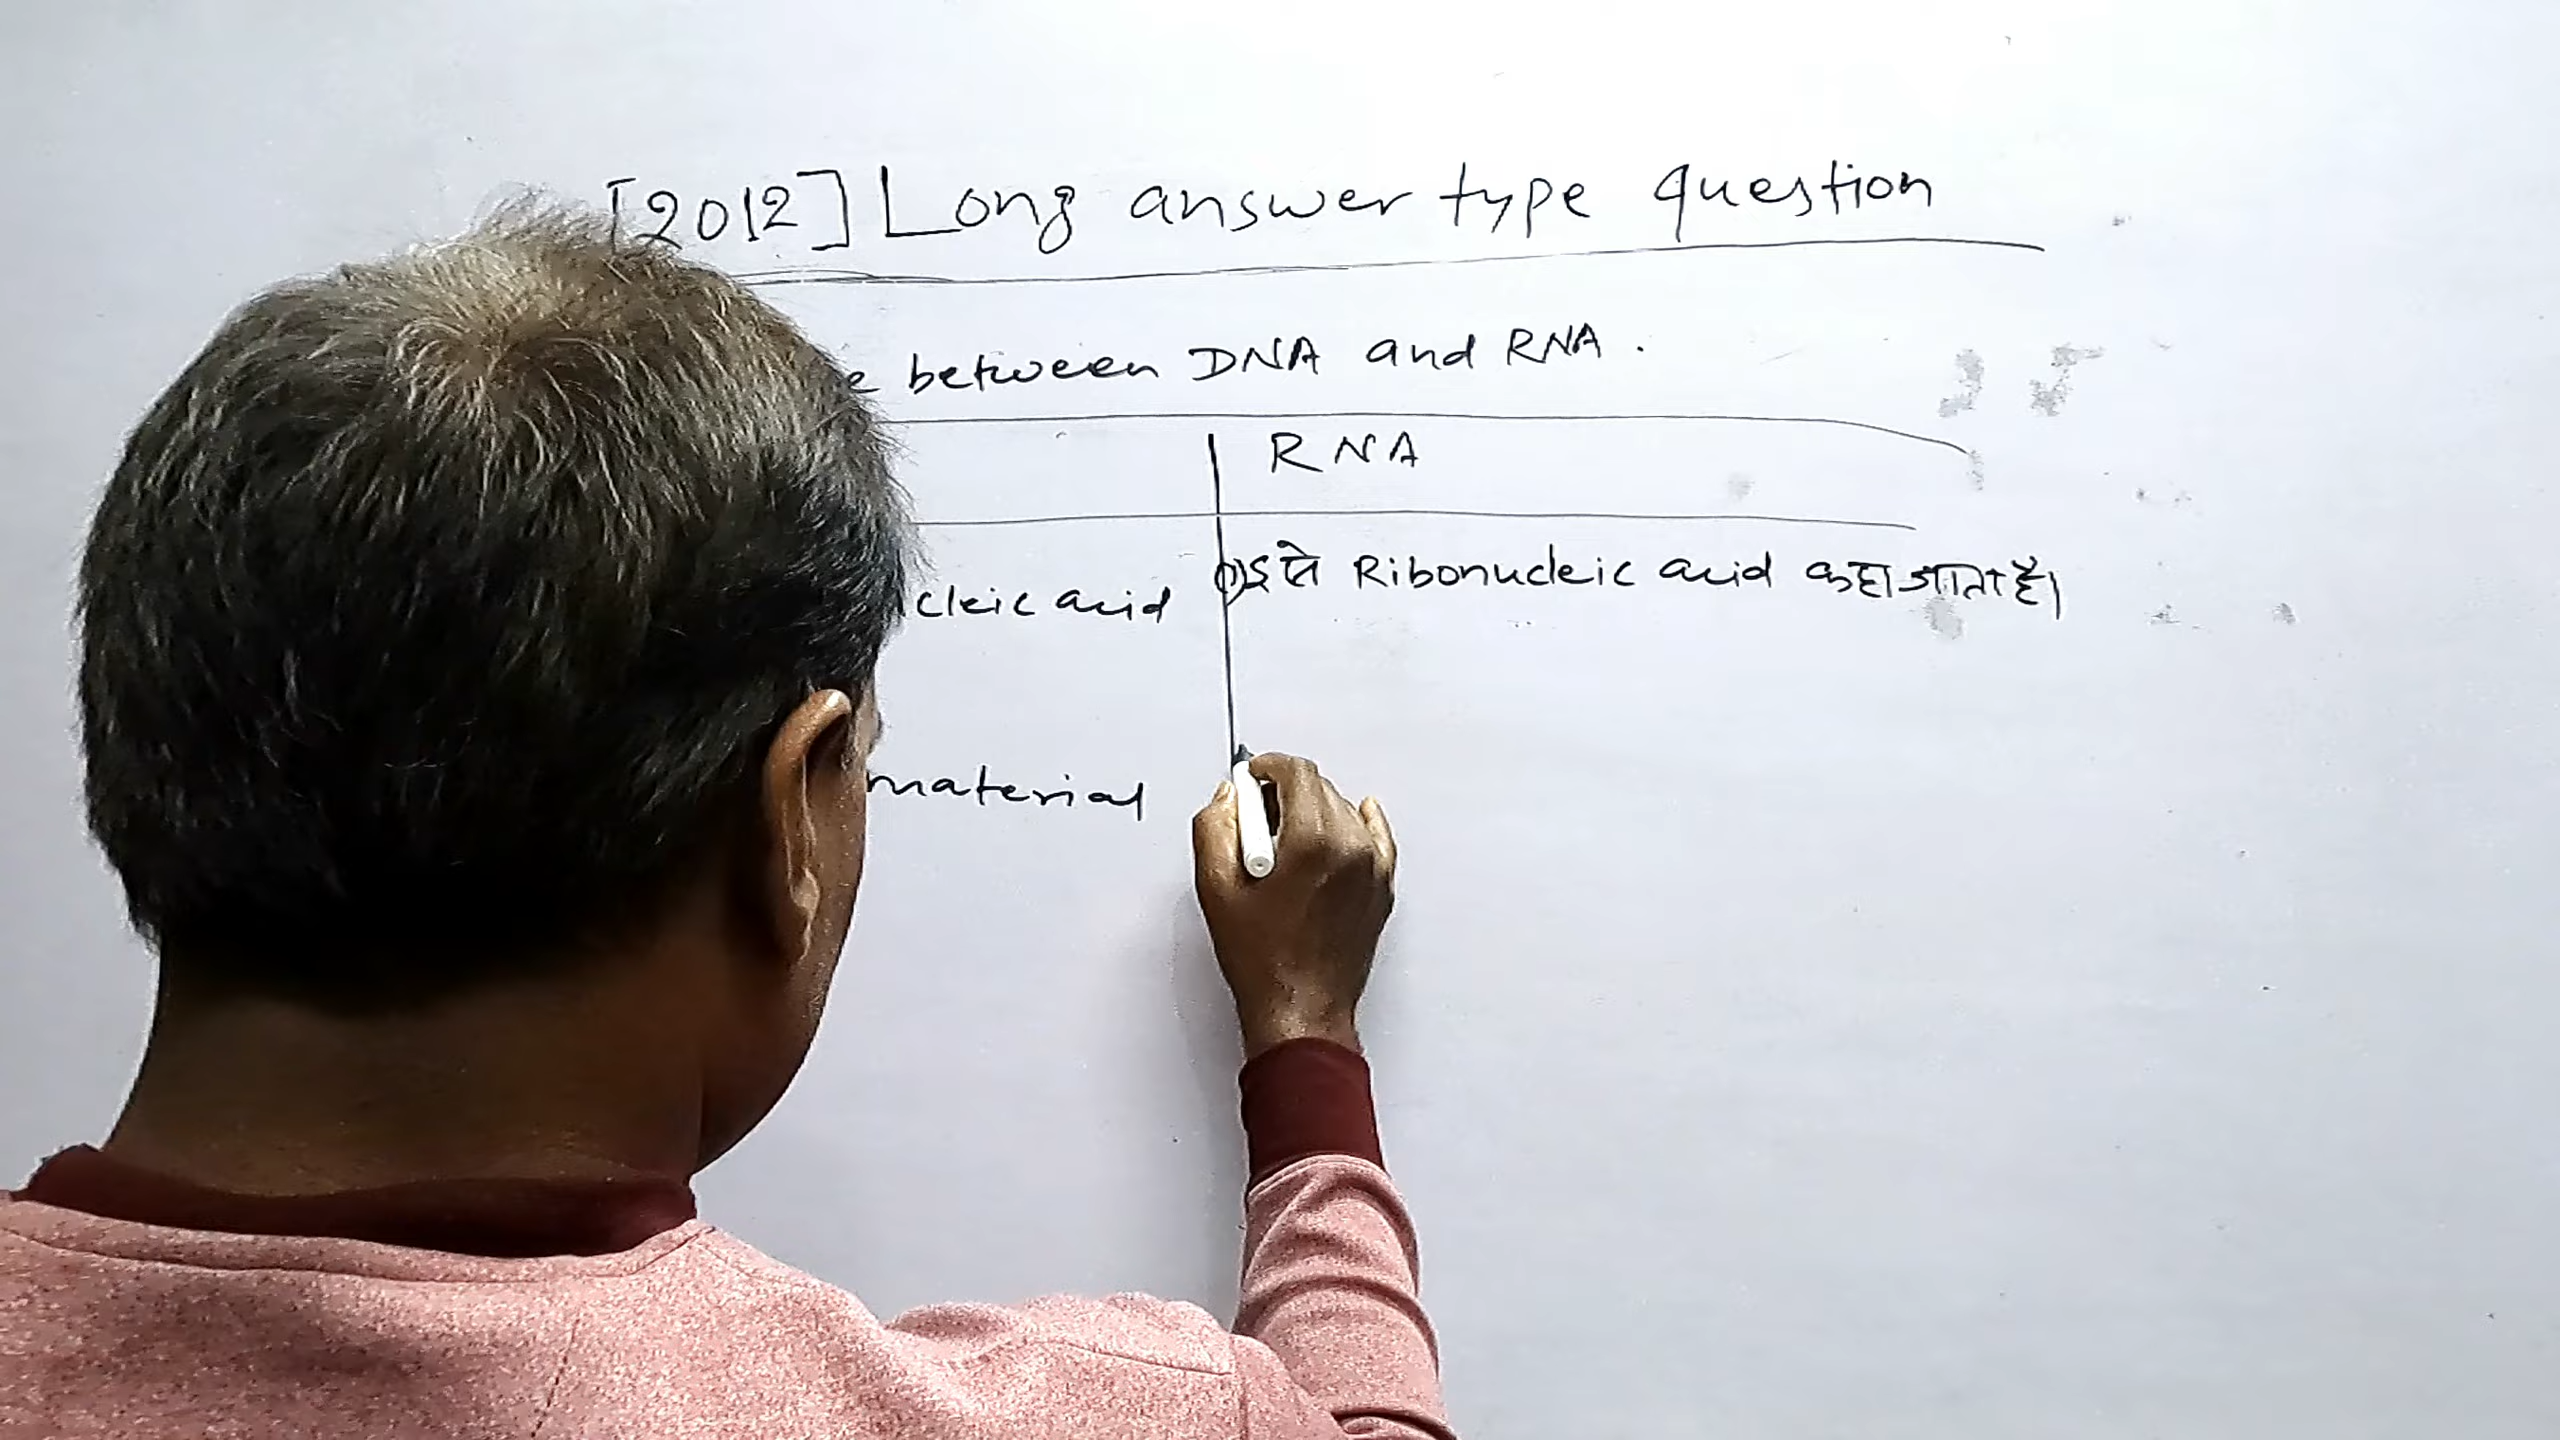 [2012] Long answer type question
between DNA and RNA.
RNA
cleic acid
① इसे Ribonucleic acid कहा जाता है।
material